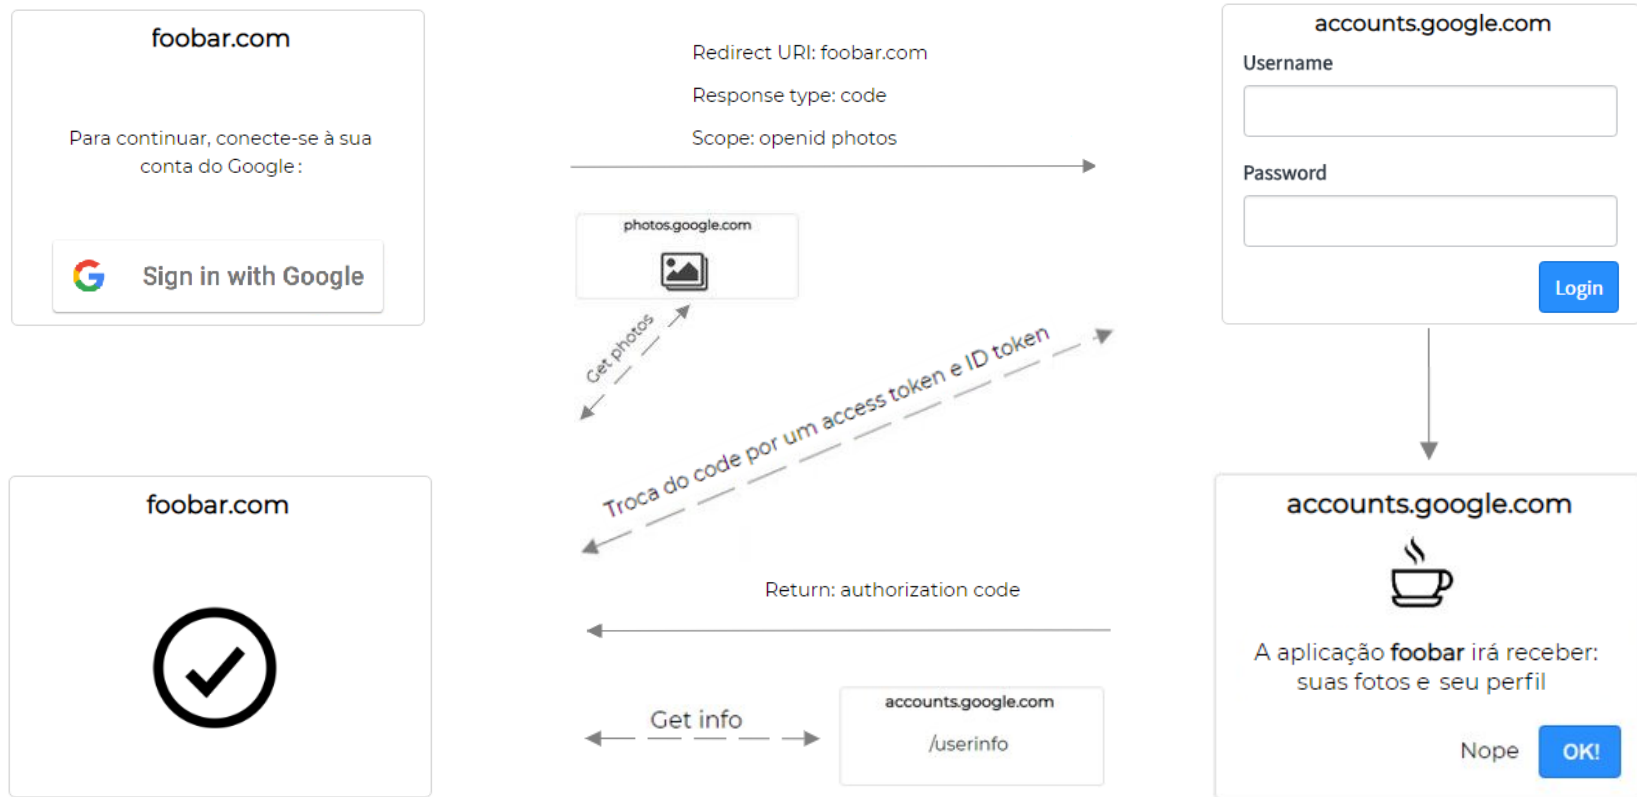 foobar.com
Para continuar, conecte-se à sua
conta do Google:
Sign in with Google
Redirect URI: foobar.com
Response type: code
Scope: openid photos
accounts.google.com
Username
Password
Login
photos.google.com
Get photos
Troca do code por um access token e ID token
foobar.com
Return: authorization code
Get info
accounts.google.com
/userinfo
accounts.google.com
A aplicação foobar irá receber:
suas fotos e seu perfil
Nope
OK!